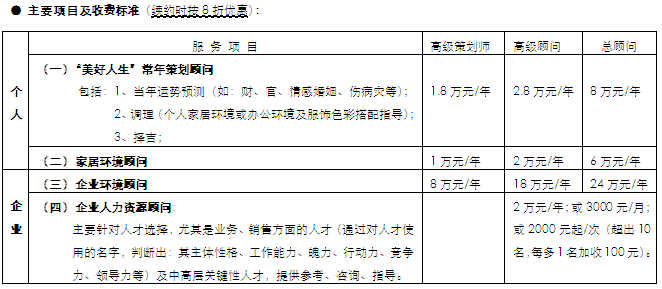 ● 主要项目及收费标准（续约时按8折优惠）：
服 务 项 目 高级策划师 高级顾问 总顾问
个人
（一）“美好人生”常年策划顾问
包括：1、当年运势预测（如：财、官、情感婚姻、伤病灾等）； 1.8 万元/年 2.8 万元/年 8 万元/年
2、调理（个人家居环境或办公环境及服饰色彩搭配指导）；
3、择吉；
（二）家居环境顾问 1 万元/年 2 万元/年 6 万元/年
企业
（三）企业环境顾问 8 万元/年 18 万元/年 24 万元/年
（四）企业人力资源顾问： 2 万元/年；或 3000 元/月；
主要针对人才选择，尤其是业务、销售方面的人才（通过对人才使 或 2000 元起/次（超出 10
用的名字，判断出：其主体性格、工作能力、魄力、行动力、竞争 名，每多 1 名加收 100 元）。
力、领导力等）及中高层关键性人才，提供参考、咨询、指导。